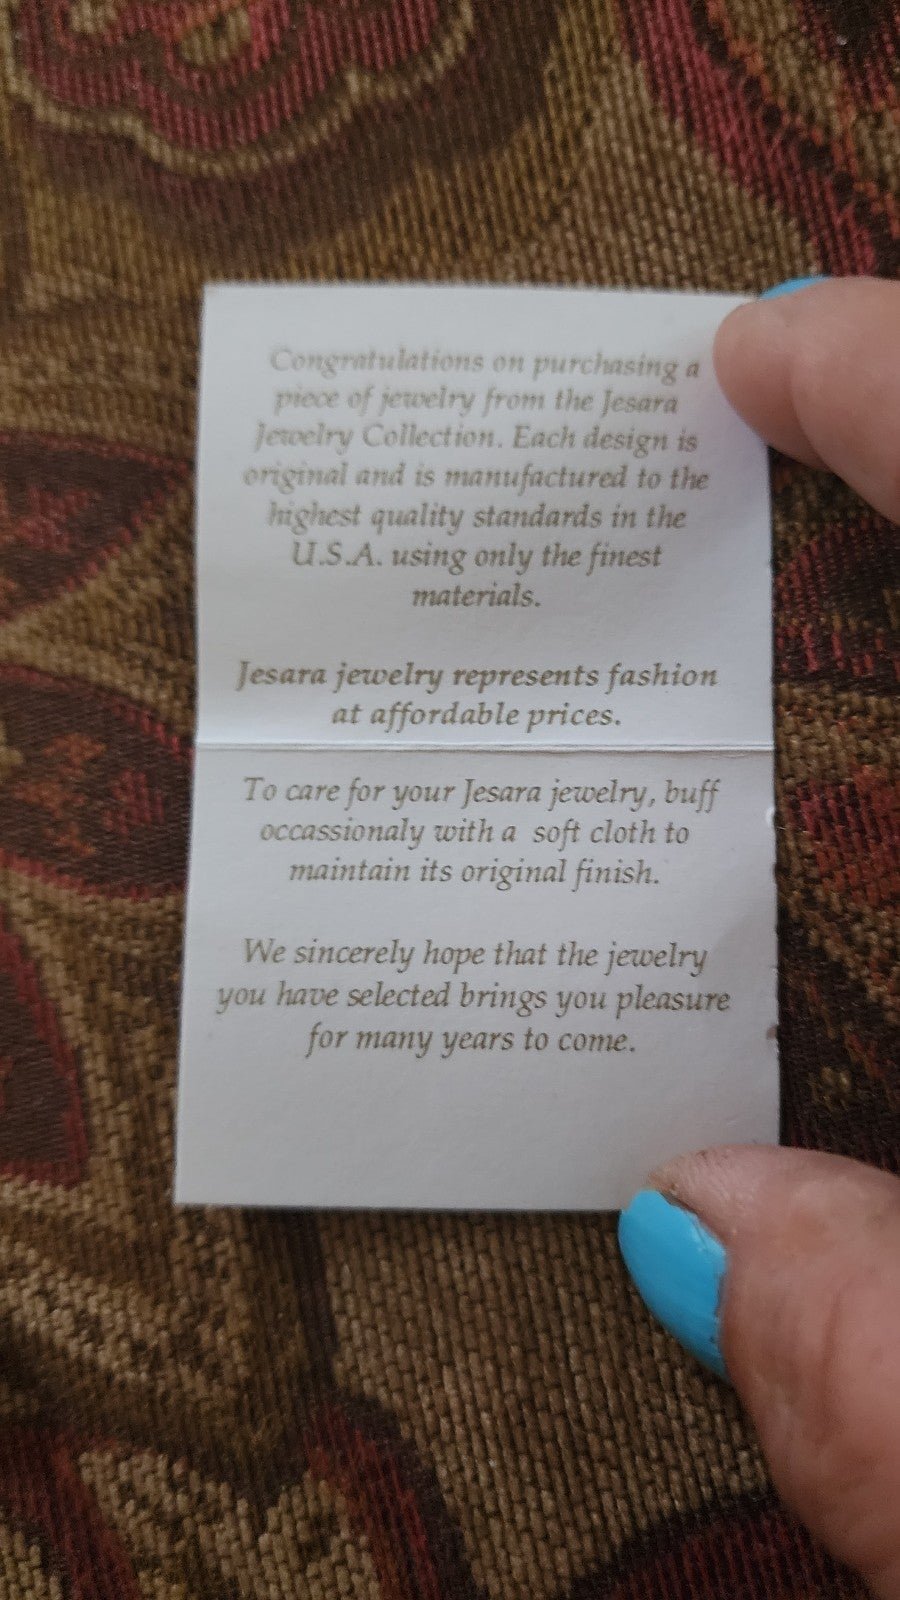 Congratulations on purchasing a
piece of jewelry from the Jesara
Jewelry Collection. Each design is
original and is manufactured to the
highest quality standards in the
U.S.A. using only the finest
materials.
Jesara jewelry represents fashion
at affordable prices.
To care for your Jesara jewelry, buff
occassionaly with a soft cloth to
maintain its original finish.
We sincerely hope that the jewelry
you have selected brings you pleasure
for many years to come.